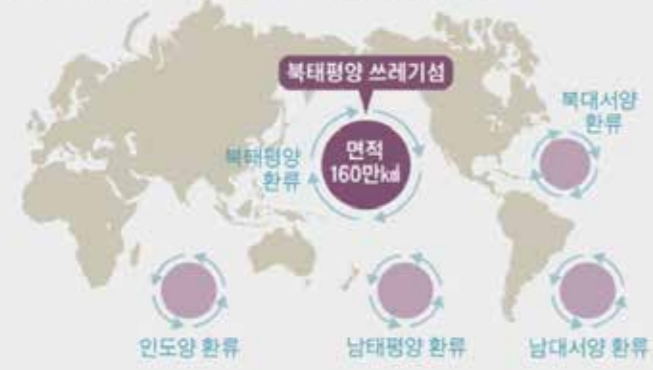 북태평양 쓰레기섬
북대서양
환류
북태평양
환류
면적
160만㎢
인도양 환류
남태평양 환류
남대서양 환류